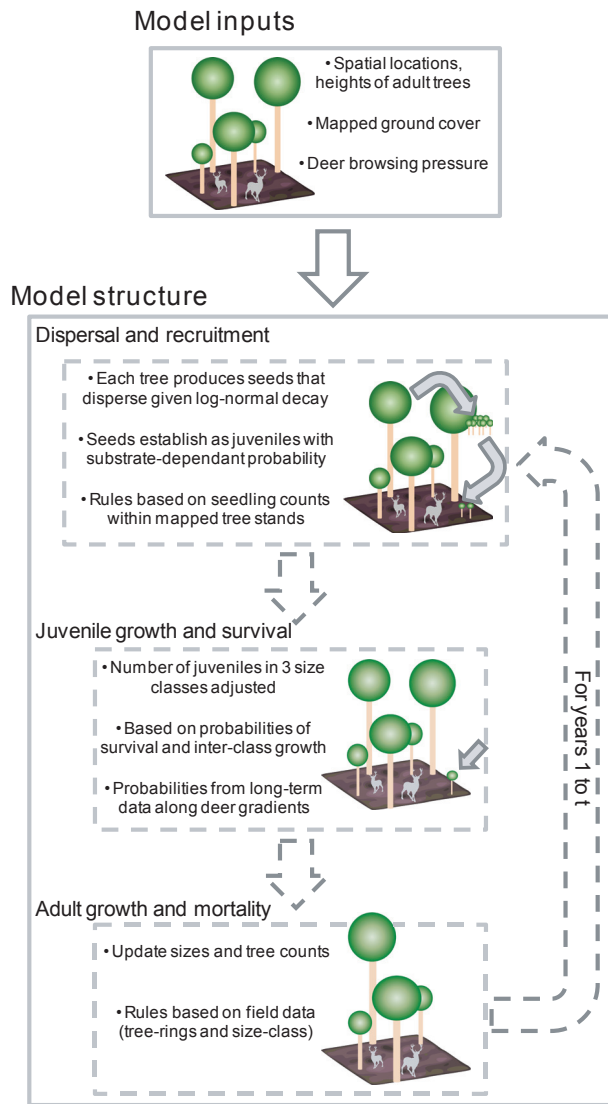 Model inputs
• Spatial locations,
heights of adult trees
• Mapped ground cover
• Deer browsing pressure
Model structure
Dispersal and recruitment
• Each tree produces seeds that
disperse given log-normal decay
• Seeds establish as juveniles with
substrate-dependant probability
• Rules based on seedling counts
within mapped tree stands
Juvenile growth and survival
• Number of juveniles in 3 size
classes adjusted
• Based on probabilities of
survival and inter-class growth
• Probabilities from long-term
data along deer gradients
For years 1 to t
Adult growth and mortality
• Update sizes and tree counts
• Rules based on field data
(tree-rings and size-class)